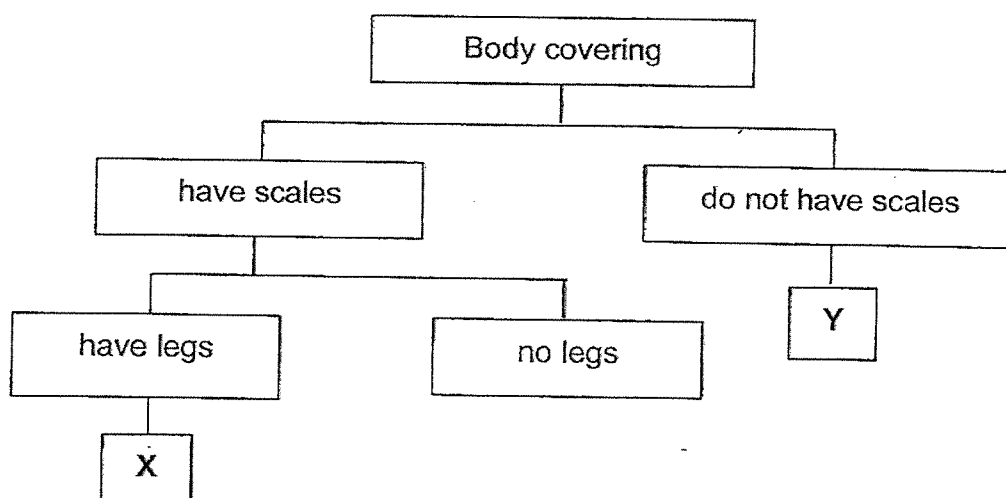 Body covering
have scales
do not have scales
have legs
no legs
Y
X